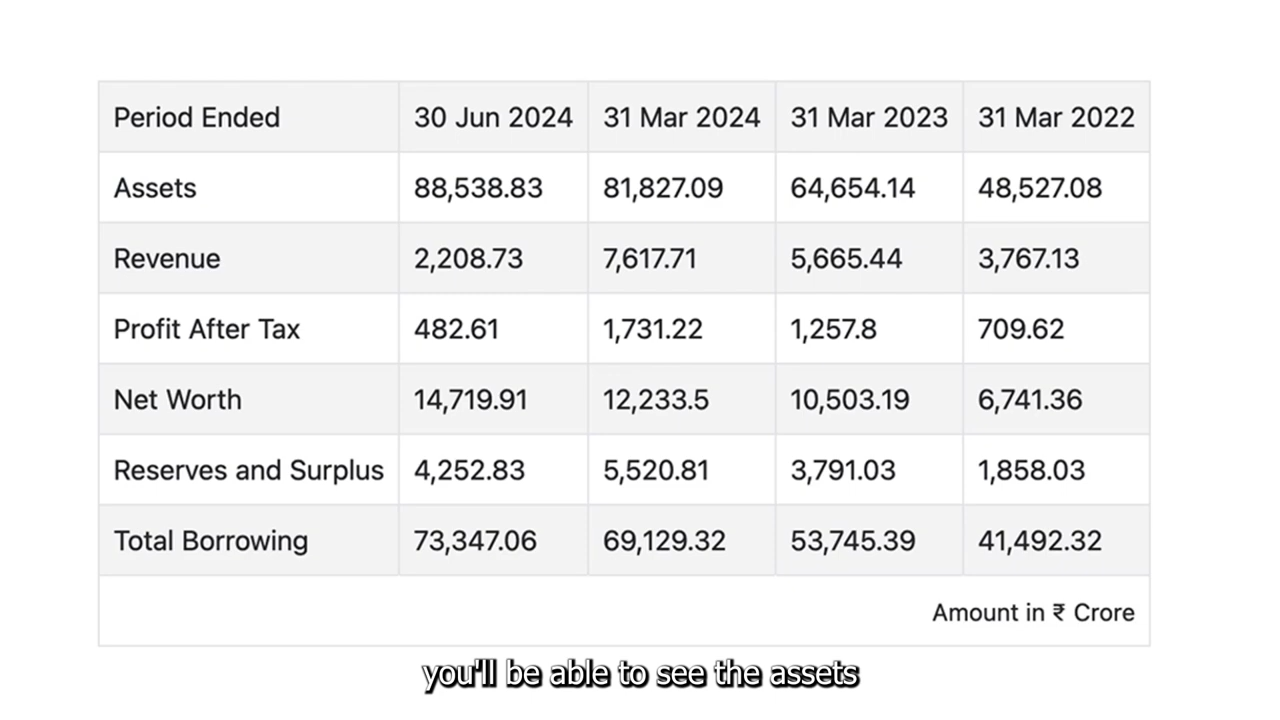 Period Ended 30 Jun 2024 31 Mar 2024 31 Mar 2023 31 Mar 2022
Assets 88,538.83 81,827.09 64,654.14 48,527.08
Revenue 2,208.73 7,617.71 5,665.44 3,767.13
Profit After Tax 482.61 1,731.22 1,257.8 709.62
Net Worth 14,719.91 12,233.5 10,503.19 6,741.36
Reserves and Surplus 4,252.83 5,520.81 3,791.03 1,858.03
Total Borrowing 73,347.06 69,129.32 53,745.39 41,492.32
Amount in ₹ Crore
you'll be able to see the assets